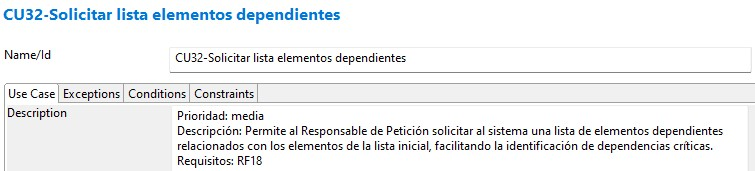 CU32-Solicitar lista elementos dependientes
Name/Id
CU32-Solicitar lista elementos dependientes
Use Case Exceptions Conditions Constraints
Description
Prioridad: media
Descripción: Permite al Responsable de Petición solicitar al sistema una lista de elementos dependientes
relacionados con los elementos de la lista inicial, facilitando la identificación de dependencias críticas.
Requisitos: RF18